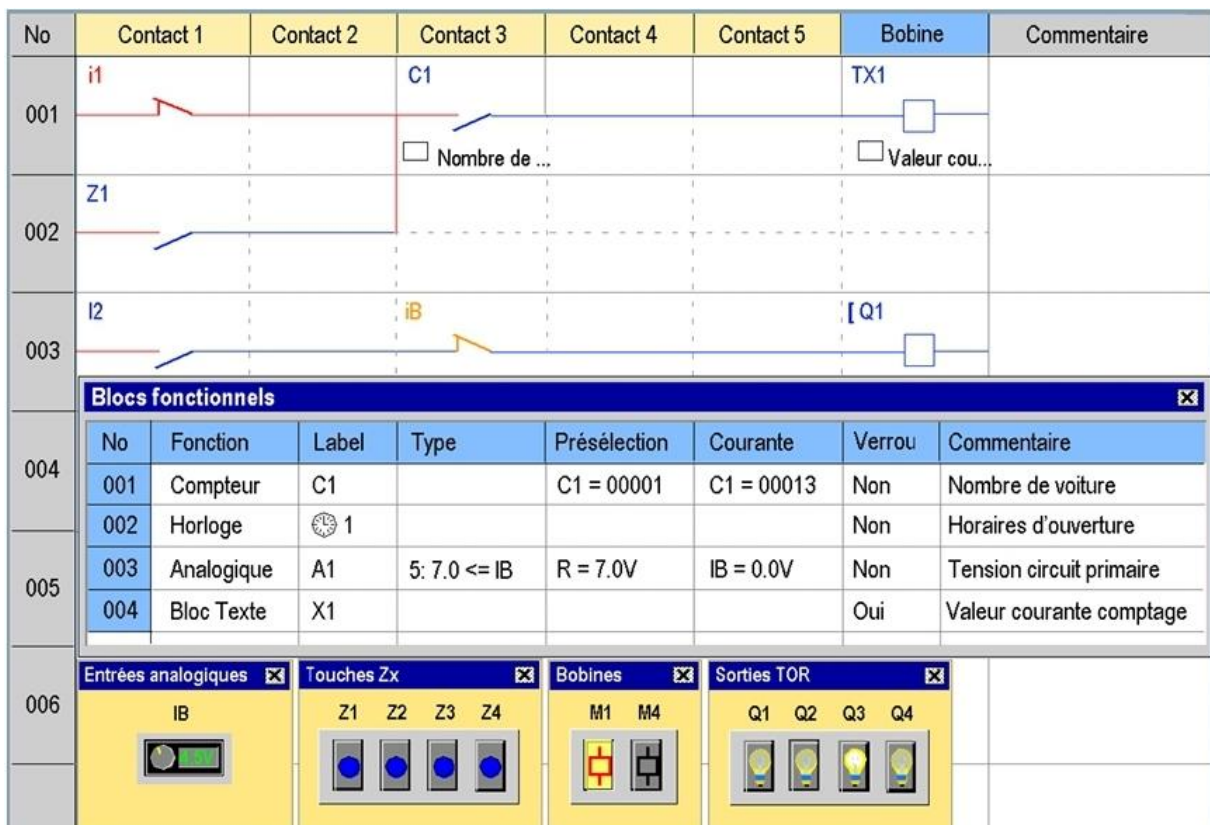 No Contact 1 Contact 2 Contact 3 Contact 4 Contact 5 Bobine Commentaire
i1 C1 TX1
001
Nombre de ... Valeur cou...
Z1
002
I2 iB [ Q1
003
Blocs fonctionnels
No Fonction Label Type Présélection Courante Verrou Commentaire
004
001 Compteur C1 C1 = 00001 C1 = 00013 Non Nombre de voiture
002 Horloge 1 Non Horaires d'ouverture
005
003 Analogique A1 5: 7.0 <= IB R = 7.0V IB = 0.0V Non Tension circuit primaire
004 Bloc Texte X1 Oui Valeur courante comptage
Entrées analogiques Touches Zx Bobines Sorties TOR
006
IB Z1 Z2 Z3 Z4 M1 M4 Q1 Q2 Q3 Q4